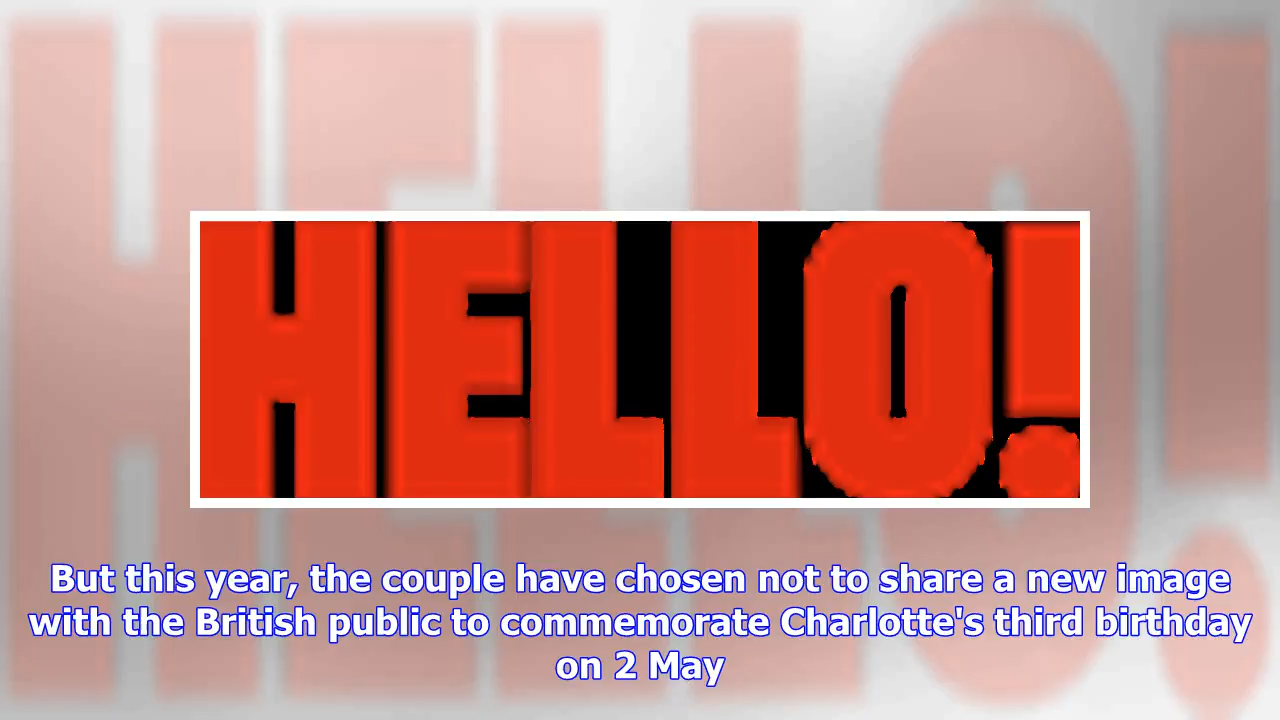 HELLO!
But this year, the couple have chosen not to share a new image
with the British public to commemorate Charlotte's third birthday
on 2 May